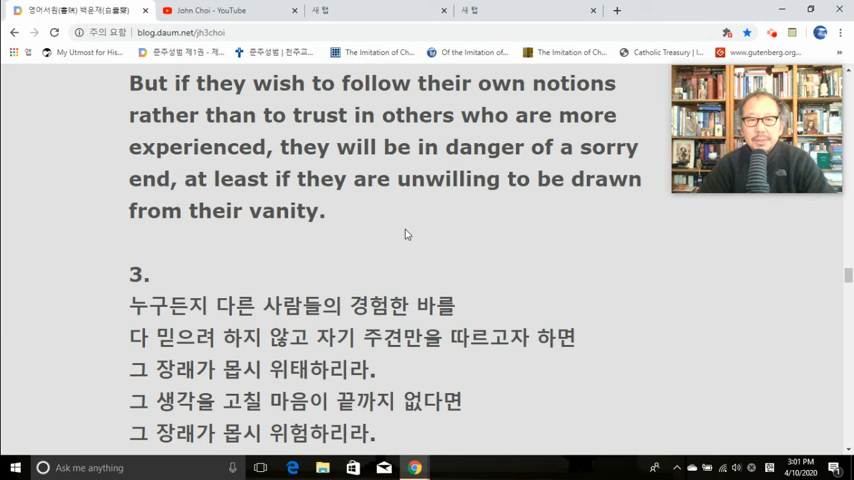 영어서원(書院) 백운재(白雲齋)
John Choi - YouTube
새 탭
새 탭
주의 요함
blog.daum.net/jh3choi
앱
My Utmost for His...
준주성범 제1권 - 제...
준주성범 | 전주교...
The Imitation of Ch...
Of the Imitation of...
The Imitation of Ch...
Catholic Treasury | I...
www.gutenberg.org...
But if they wish to follow their own notions
rather than to trust in others who are more
experienced, they will be in danger of a sorry
end, at least if they are unwilling to be drawn
from their vanity.
3.
누구든지 다른 사람들의 경험한 바를
다 믿으려 하지 않고 자기 주견만을 따르고자 하면
그 장래가 몹시 위태하리라.
그 생각을 고칠 마음이 끝까지 없다면
그 장래가 몹시 위험하리라.
Ask me anything
3:01 PM
4/10/2020